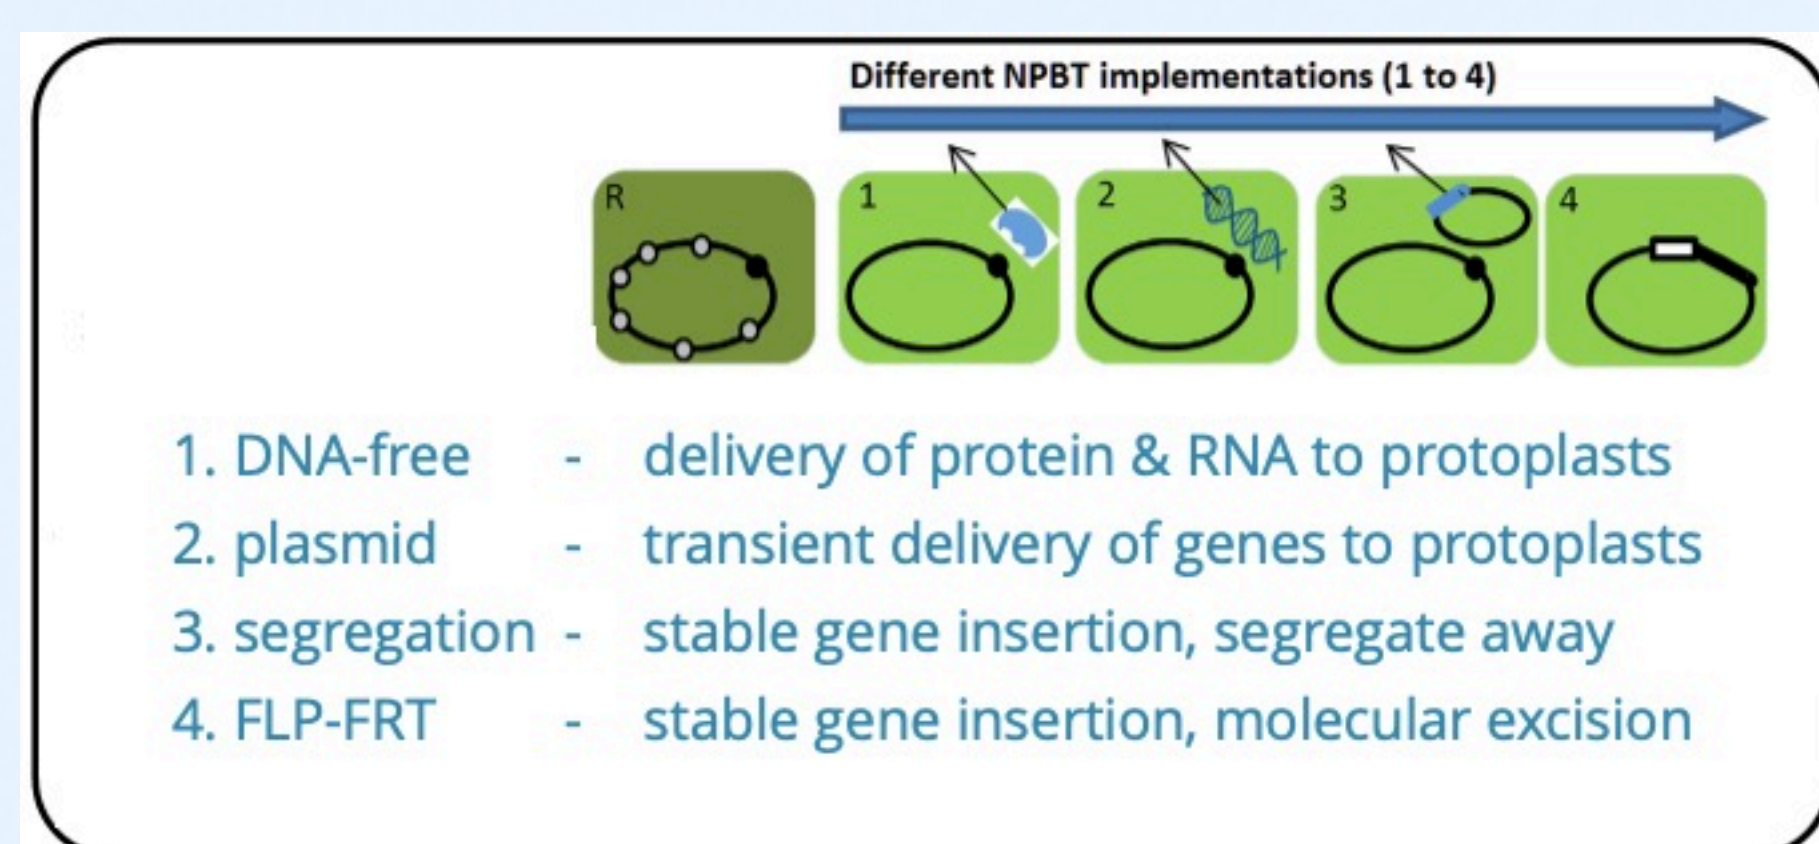 Different NPBT implementations (1 to 4)
R 1 2 3 4
1. DNA-free - delivery of protein & RNA to protoplasts
2. plasmid - transient delivery of genes to protoplasts
3. segregation - stable gene insertion, segregate away
4. FLP-FRT - stable gene insertion, molecular excision